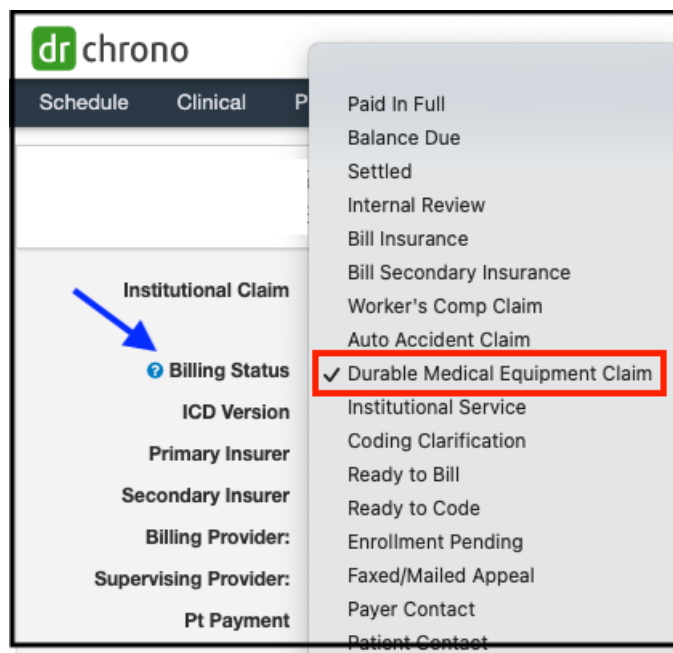 dr chrono
Schedule Clinical P
Paid In Full
Balance Due
Settled
Internal Review
Bill Insurance
Bill Secondary Insurance
Worker's Comp Claim
Auto Accident Claim
✓ Durable Medical Equipment Claim
Institutional Service
Coding Clarification
Ready to Bill
Ready to Code
Enrollment Pending
Faxed/Mailed Appeal
Payer Contact
Patient Contact
Institutional Claim
? Billing Status
ICD Version
Primary Insurer
Secondary Insurer
Billing Provider:
Supervising Provider:
Pt Payment